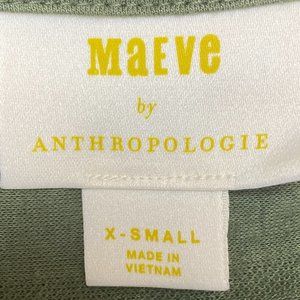 MAEVE
by
ANTHROPOLOGIE
X-SMALL
MADE IN
VIETNAM